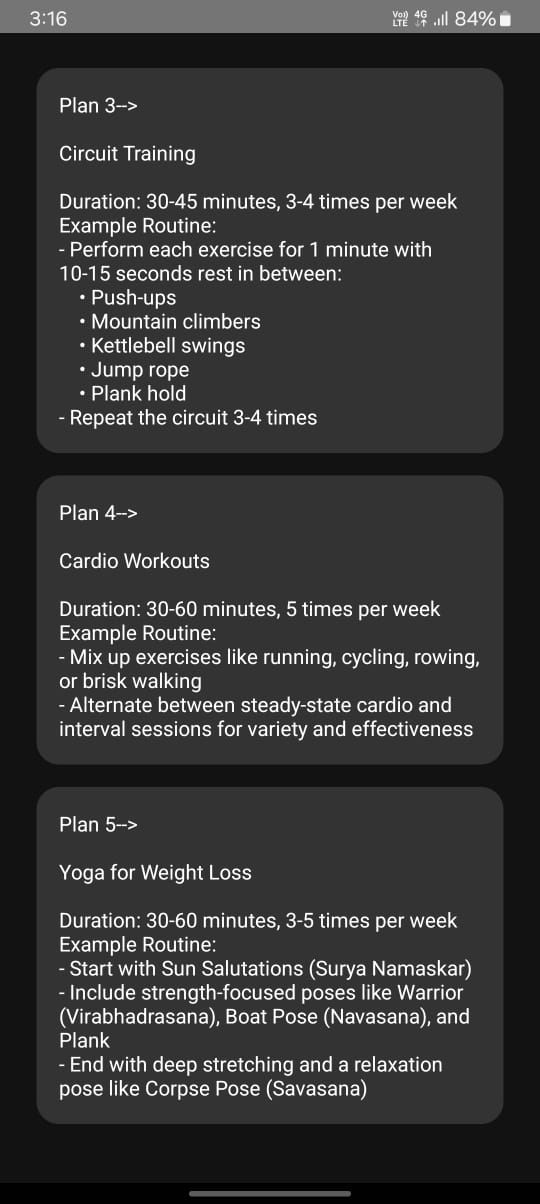 3:16
Vo) 4G
LTE 84%
Plan 3-->
Circuit Training
Duration: 30-45 minutes, 3-4 times per week
Example Routine:
- Perform each exercise for 1 minute with
10-15 seconds rest in between:
• Push-ups
• Mountain climbers
• Kettlebell swings
• Jump rope
• Plank hold
- Repeat the circuit 3-4 times
Plan 4-->
Cardio Workouts
Duration: 30-60 minutes, 5 times per week
Example Routine:
- Mix up exercises like running, cycling, rowing,
or brisk walking
- Alternate between steady-state cardio and
interval sessions for variety and effectiveness
Plan 5-->
Yoga for Weight Loss
Duration: 30-60 minutes, 3-5 times per week
Example Routine:
- Start with Sun Salutations (Surya Namaskar)
- Include strength-focused poses like Warrior
(Virabhadrasana), Boat Pose (Navasana), and
Plank
- End with deep stretching and a relaxation
pose like Corpse Pose (Savasana)